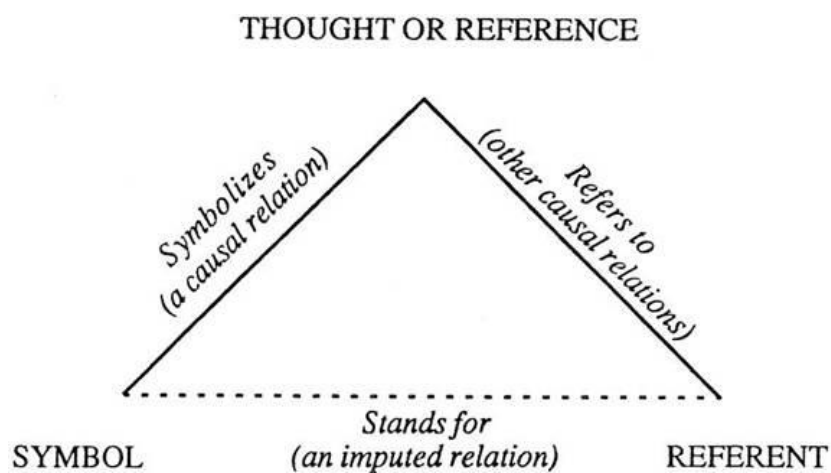 THOUGHT OR REFERENCE
Symbolizes
(a causal relation)
Refers to
(other causal relations)
Stands for
SYMBOL (an imputed relation) REFERENT